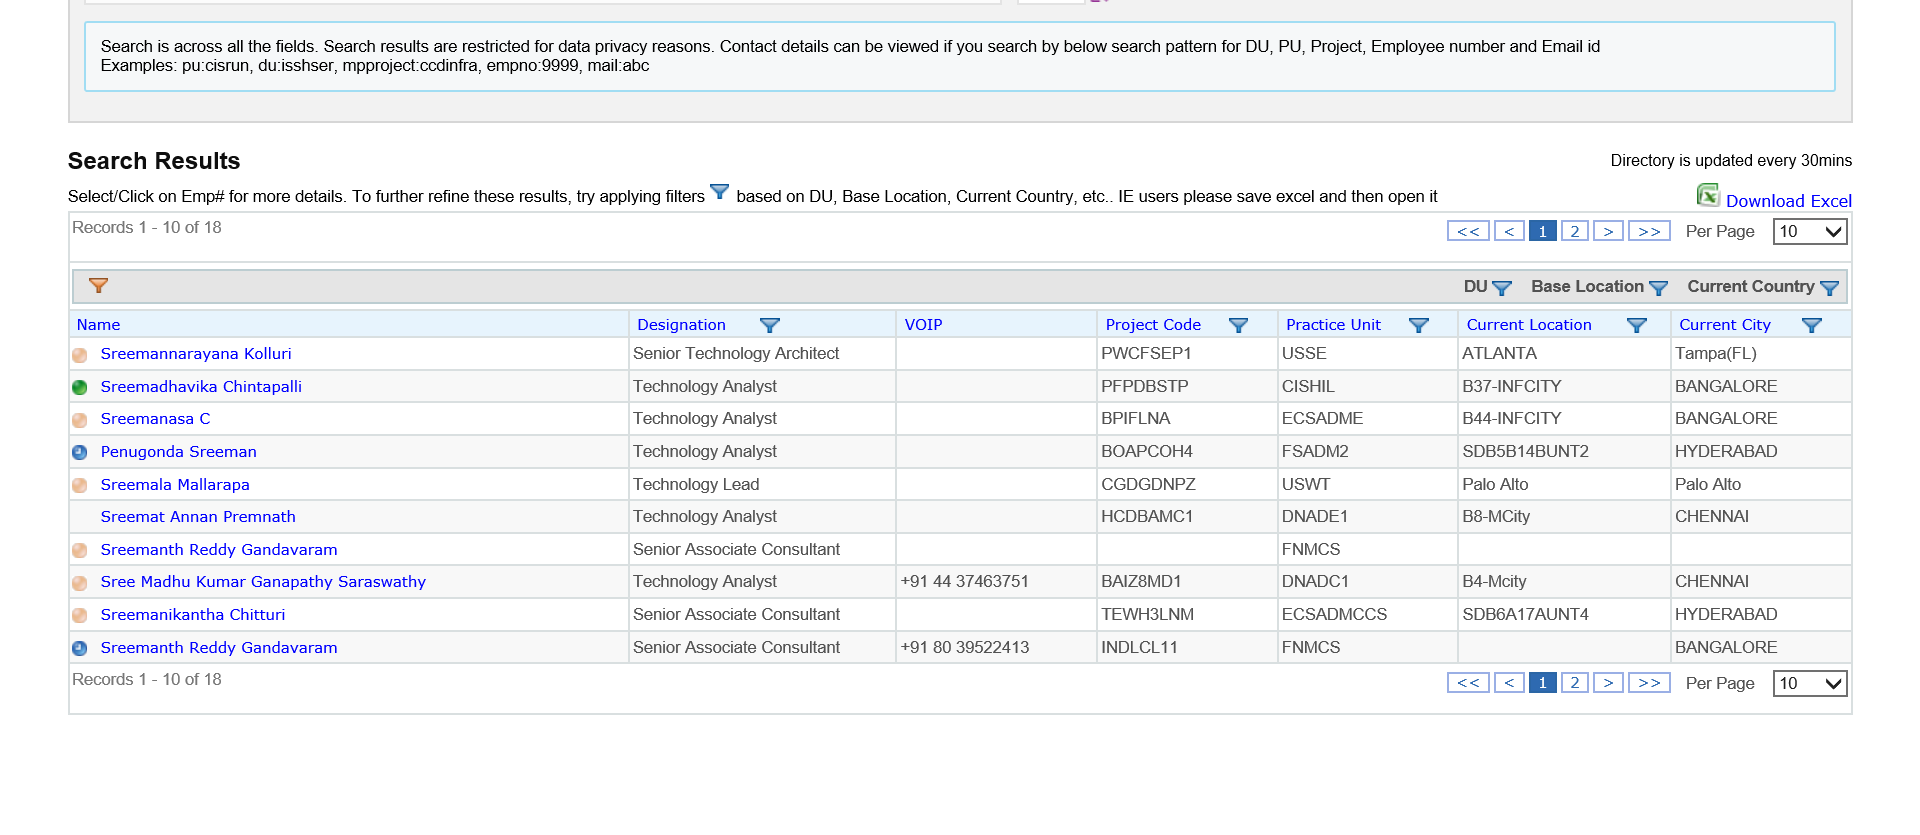 Search is across all the fields. Search results are restricted for data privacy reasons. Contact details can be viewed if you search by below search pattern for DU, PU, Project, Employee number and Email id
Examples: pu:cisrun, du:isshser, mpproject:ccdinfra, empno:9999, mail:abc
Search Results
Directory is updated every 30mins
Select/Click on Emp# for more details. To further refine these results, try applying filters based on DU, Base Location, Current Country, etc.. IE users please save excel and then open it
Download Excel
Records 1 - 10 of 18
<< < 1 2 > >> Per Page 10
DU Base Location Current Country
Name Designation VOIP Project Code Practice Unit Current Location Current City
Sreemannarayana Kolluri Senior Technology Architect PWCFSEP1 USSE ATLANTA Tampa(FL)
Sreemadhavika Chintapalli Technology Analyst PFPDBSTP CISHIL B37-INFCITY BANGALORE
Sreemanasa C Technology Analyst BPIFLNA ECSADME B44-INFCITY BANGALORE
Penugonda Sreeman Technology Analyst BOAPCOH4 FSADM2 SDB5B14BUNT2 HYDERABAD
Sreemala Mallarapa Technology Lead CGDGDNPZ USWT Palo Alto Palo Alto
Sreemat Annan Premnath Technology Analyst HCDBAMC1 DNADE1 B8-MCity CHENNAI
Sreemanth Reddy Gandavaram Senior Associate Consultant FNMCS
Sree Madhu Kumar Ganapathy Saraswathy Technology Analyst +91 44 37463751 BAIZ8MD1 DNADC1 B4-Mcity CHENNAI
Sreemanikantha Chitturi Senior Associate Consultant TEWH3LNM ECSADMCCS SDB6A17AUNT4 HYDERABAD
Sreemanth Reddy Gandavaram Senior Associate Consultant +91 80 39522413 INDLCL11 FNMCS BANGALORE
Records 1 - 10 of 18
<< < 1 2 > >> Per Page 10